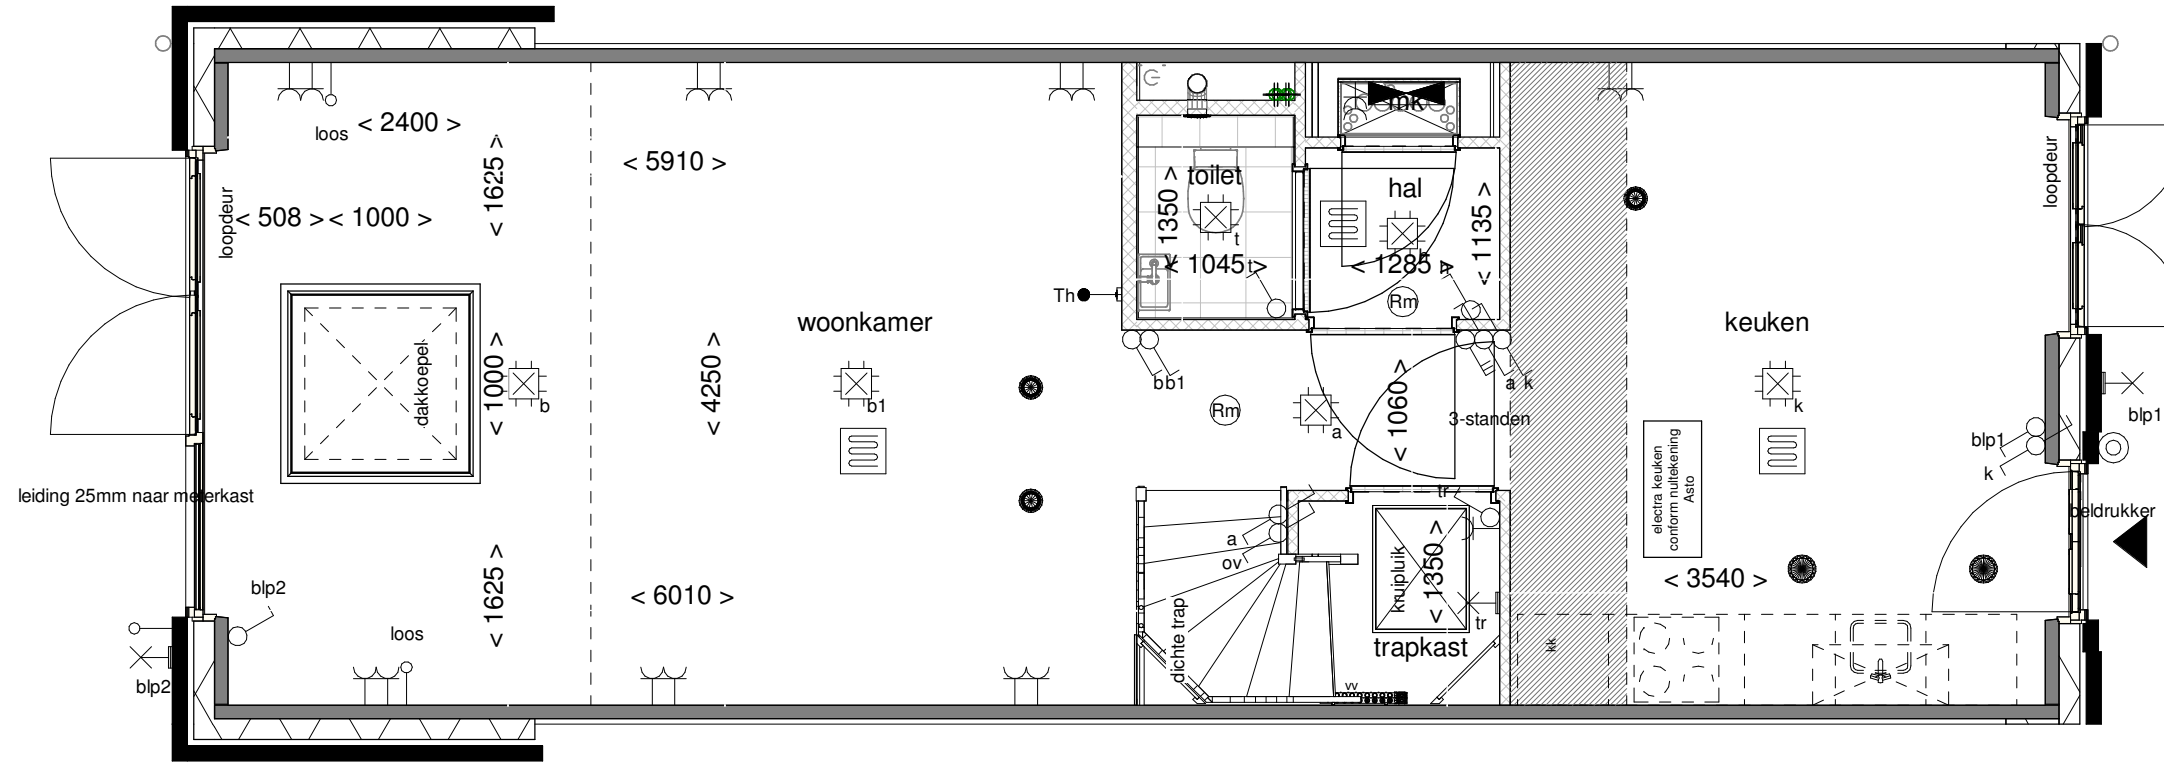 mk
loos
< 2400 >
< 1625 >
< 5910 >
loopdeur
toilet
hal
loopdeur
< 508 >
< 1000 >
< 1350 >
< 1135 >
t
< 1045 >
t
< 1285 >
Th
Rm
woonkamer
keuken
dakkoepel
< 1000 >
b
< 4250 >
b1
bb1
Rm
a
< 1060 >
a k
3-standen
k
blp1
blp1
k
electra keuken
conform nultekening
Asto
leiding 25mm naar meterkast
tr
beldrukker
a
ov
< 1625 >
blp2
< 6010 >
kruipluik
< 1350 >
< 3540 >
tr
loos
dichte trap
trapkast
kk
blp2
vv